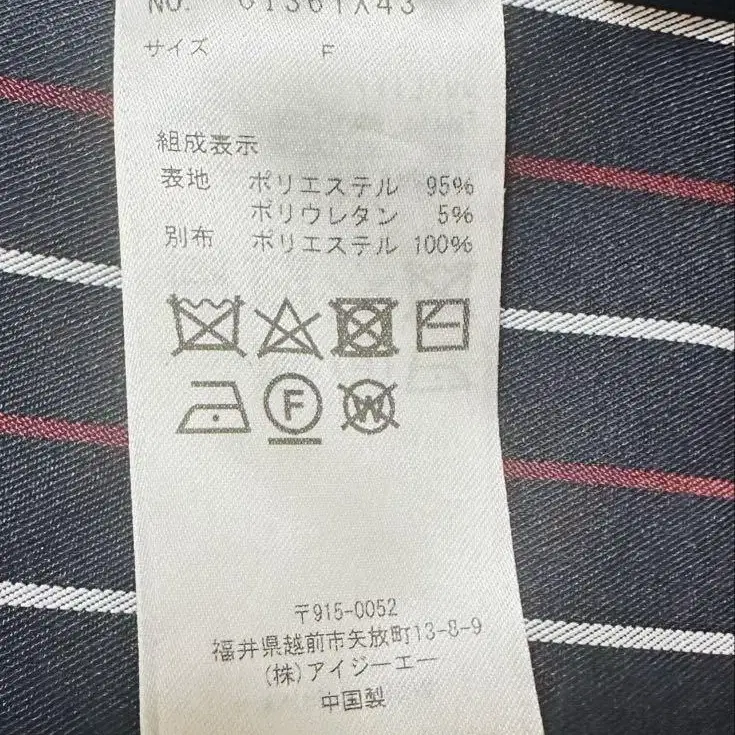 NO. C1361X43
サイズ F
組成表示
表地 ポリエステル 95%
ポリウレタン 5%
別布 ポリエステル 100%
F W
〒915-0052
福井県越前市矢放町13-8-9
(株)アイジーエー
中国製